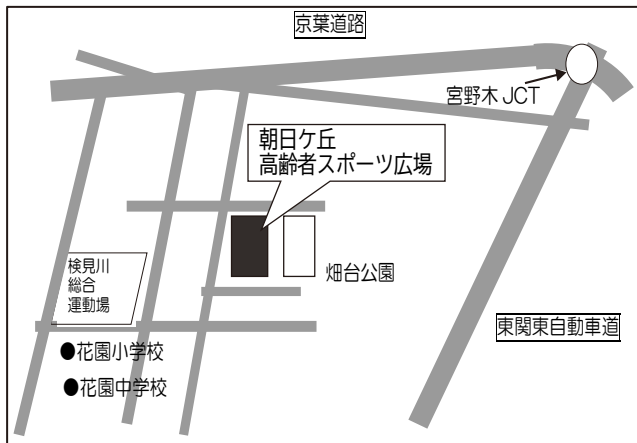 京葉道路
宮野木 JCT
朝日ケ丘
高齢者スポーツ広場
畑台公園
検見川
総合
運動場
東関東自動車道
●花園小学校
●花園中学校